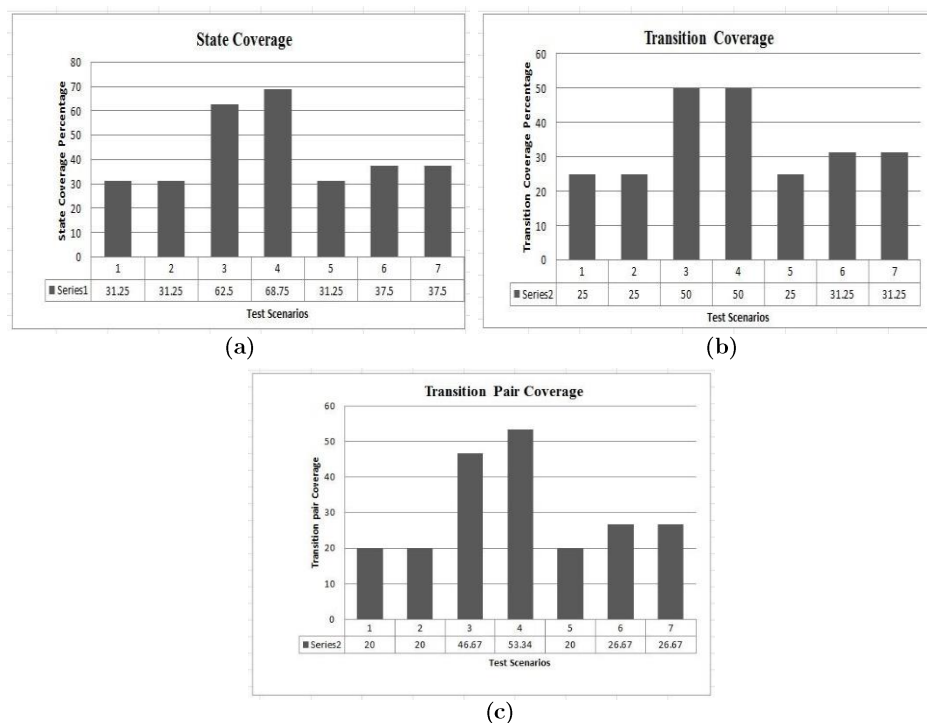 State Coverage
State Coverage Percentage
80
70
60
50
40
30
20
10
0
1 2 3 4 5 6 7
Series1 31.25 31.25 62.5 68.75 31.25 37.5 37.5
Test Scenarios
(a)
Transition Coverage
Transition Coverage Percentage
60
50
40
30
20
10
0
1 2 3 4 5 6 7
Series2 25 25 50 50 25 31.25 31.25
Test Scenarios
(b)
Transition Pair Coverage
Transition pair Coverage
60
50
40
30
20
10
0
1 2 3 4 5 6 7
Series2 20 20 46.67 53.34 20 26.67 26.67
Test Scenarios
(c)